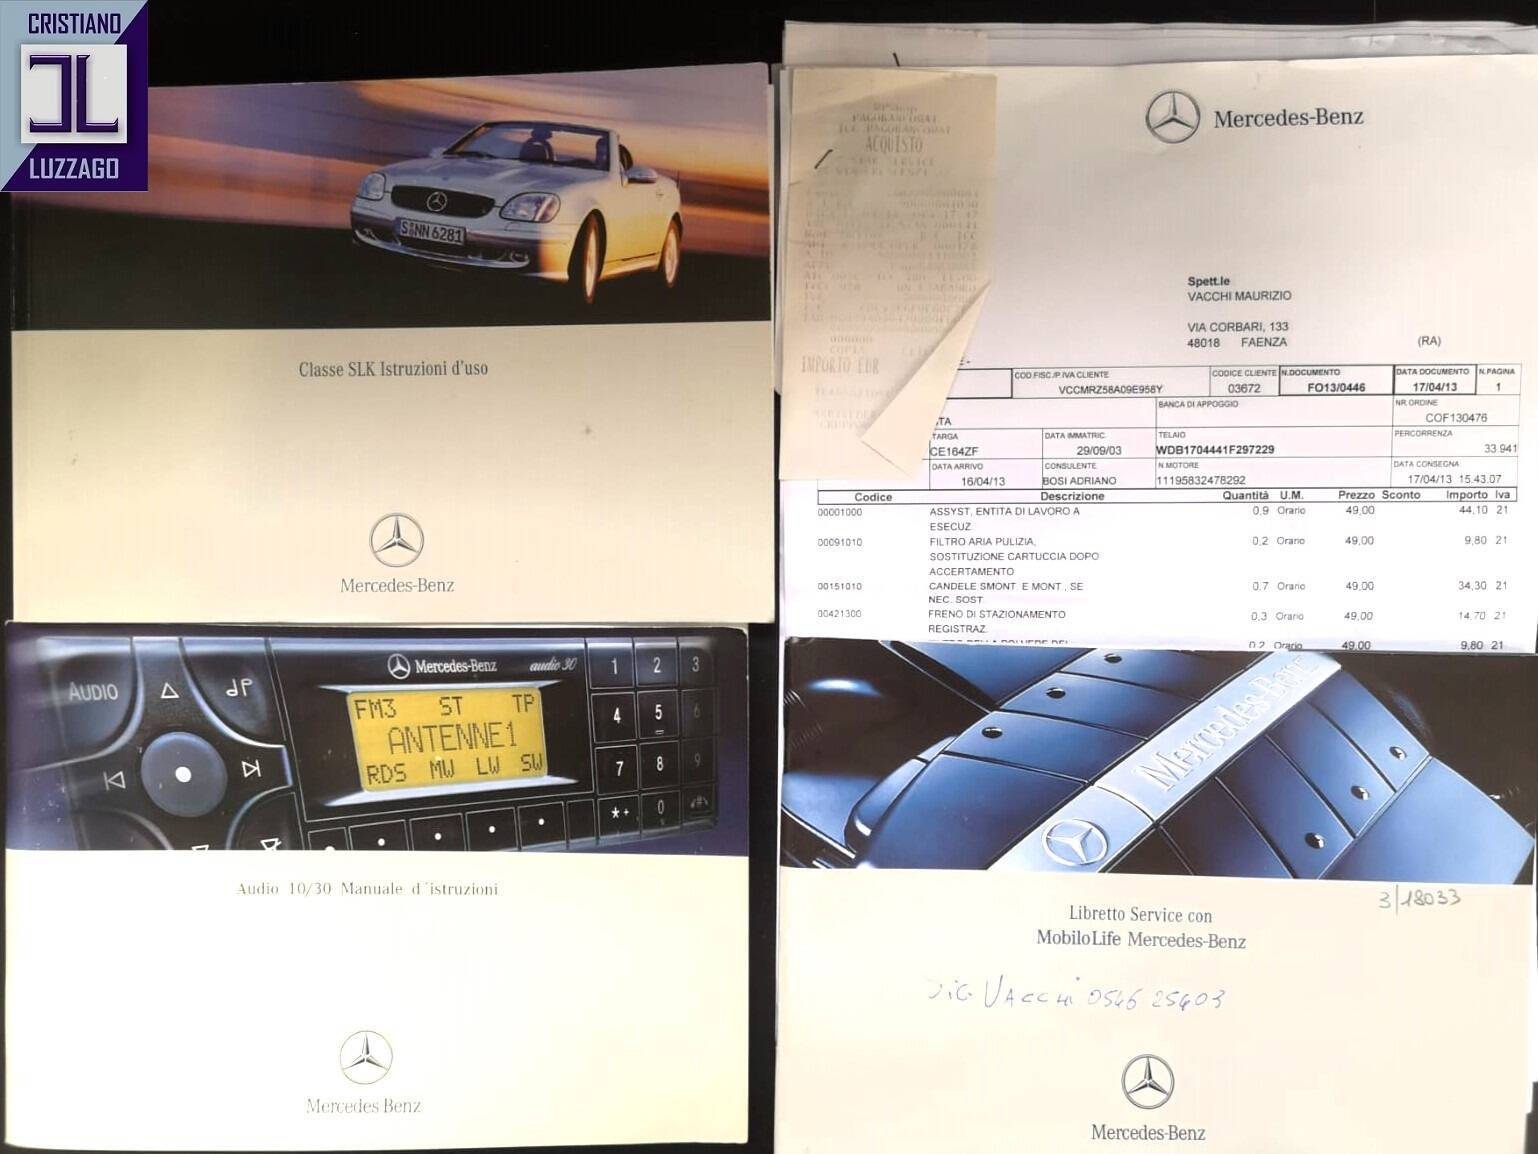 CRISTIANO
LUZZAGO
S NN 6281
Classe SLK Istruzioni d'uso
Mercedes-Benz
PAGOBANCOMAT
ACQUISTO
IMPORTO EUR
Mercedes-Benz
Spett.le
VACCHI MAURIZIO
VIA CORBARI, 133
48018 FAENZA (RA)
COD.FISC./P.IVA CLIENTE CODICE CLIENTE N.DOCUMENTO DATA DOCUMENTO N.PAGINA
VCCMRZ58A09E958Y 03672 FO13/0446 17/04/13 1
BANCA DI APPOGGIO NR.ORDINE
TA COF130476
TARGA DATA IMMATRIC. TELAIO PERCORRENZA
CE164ZF 29/09/03 WDB1704441F297229 33.941
DATA ARRIVO CONSULENTE N.MOTORE DATA CONSEGNA
16/04/13 BOSI ADRIANO 11195832478292 17/04/13 15.43.07
Codice Descrizione Quantità U.M. Prezzo Sconto Importo Iva
00001000 ASSYST, ENTITA DI LAVORO A 0,9 Orario 49,00 44,10 21
ESECUZ.
00091010 FILTRO ARIA PULIZIA, 0,2 Orario 49,00 9,80 21
SOSTITUZIONE CARTUCCIA DOPO
ACCERTAMENTO
00151010 CANDELE SMONT. E MONT., SE 0,7 Orario 49,00 34,30 21
NEC. SOST.
00421300 FRENO DI STAZIONAMENTO 0,3 Orario 49,00 14,70 21
REGISTRAZ.
0,2 Orario 49,00 9,80 21
Mercedes-Benz audio 30
AUDIO
FM3 ST TP
ANTENNE1
RDS MW LW SW
1 2 3
4 5 6
7 8 9
*+ 0
Audio 10/30 Manuale d'istruzioni
Mercedes Benz
Mercedes-Benz
3/18033
Libretto Service con
MobiloLife Mercedes-Benz
SIG VACCHI 0546 25403
Mercedes-Benz